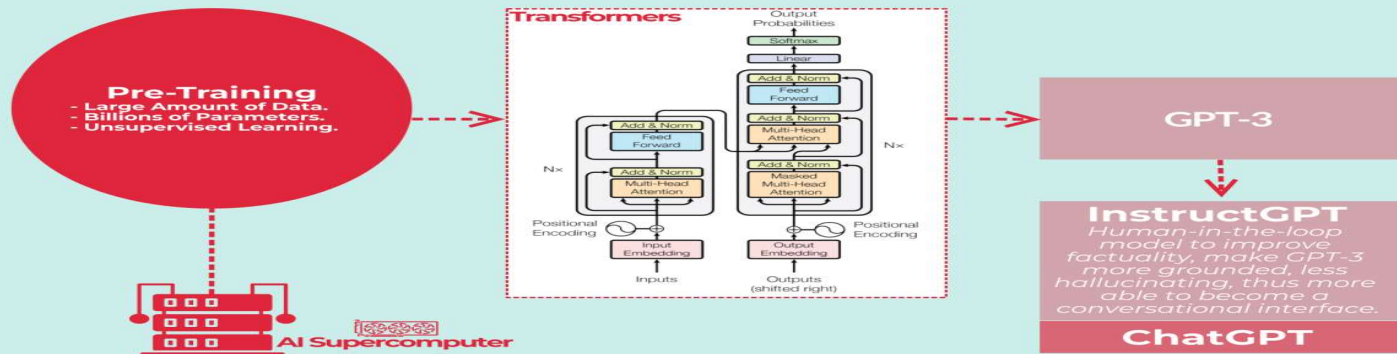 Pre-Training
- Large Amount of Data.
- Billions of Parameters.
- Unsupervised Learning.
AI Supercomputer
Transformers
Output
Probabilities
Softmax
Linear
Add & Norm
Feed
Forward
Add & Norm
Multi-Head
Attention
Add & Norm
Masked
Multi-Head
Attention
Nx
Add & Norm
Feed
Forward
Add & Norm
Multi-Head
Attention
Nx
Positional
Encoding
Positional
Encoding
Input
Embedding
Output
Embedding
Inputs
Outputs
(shifted right)
GPT-3
InstructGPT
Human-in-the-loop
model to improve
factuality, make GPT-3
more grounded, less
hallucinating, thus more
able to become a
conversational interface.
ChatGPT